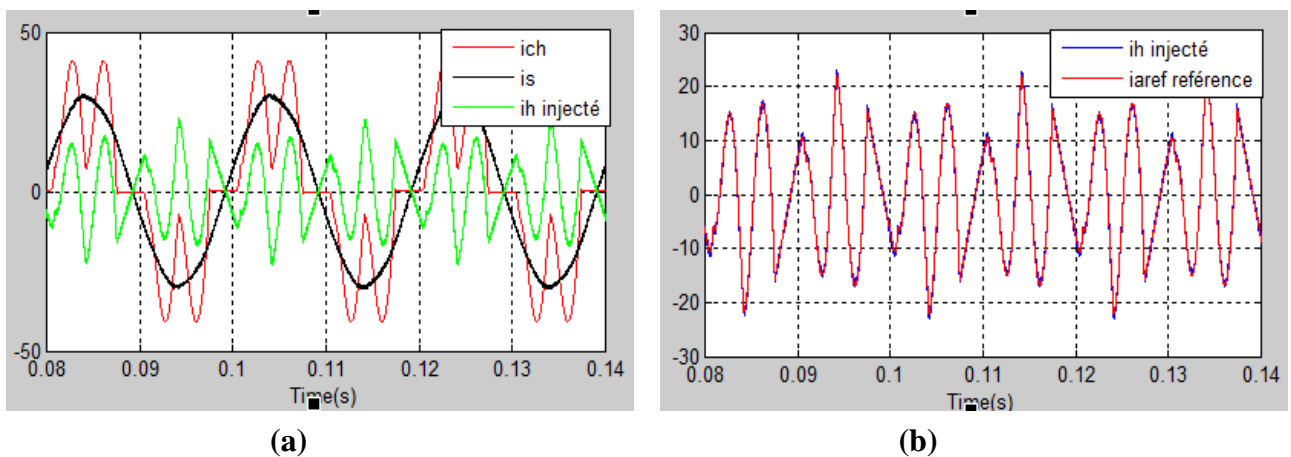 50
0
-50
0.08 0.09 0.1 0.11 0.12 0.13 0.14
Time(s)
ich
is
ih injecté
(a)
30
20
10
0
-10
-20
-30
0.08 0.09 0.1 0.11 0.12 0.13 0.14
Time(s)
ih injecté
iaref reférence
(b)